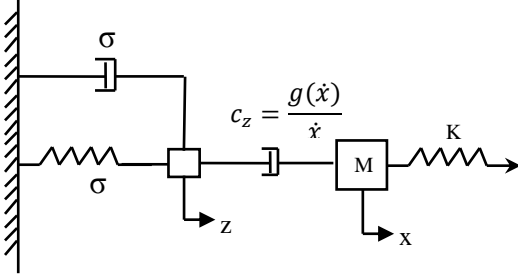 σ
c_z = g(ẋ)/ẋ
K
M
σ
z
x